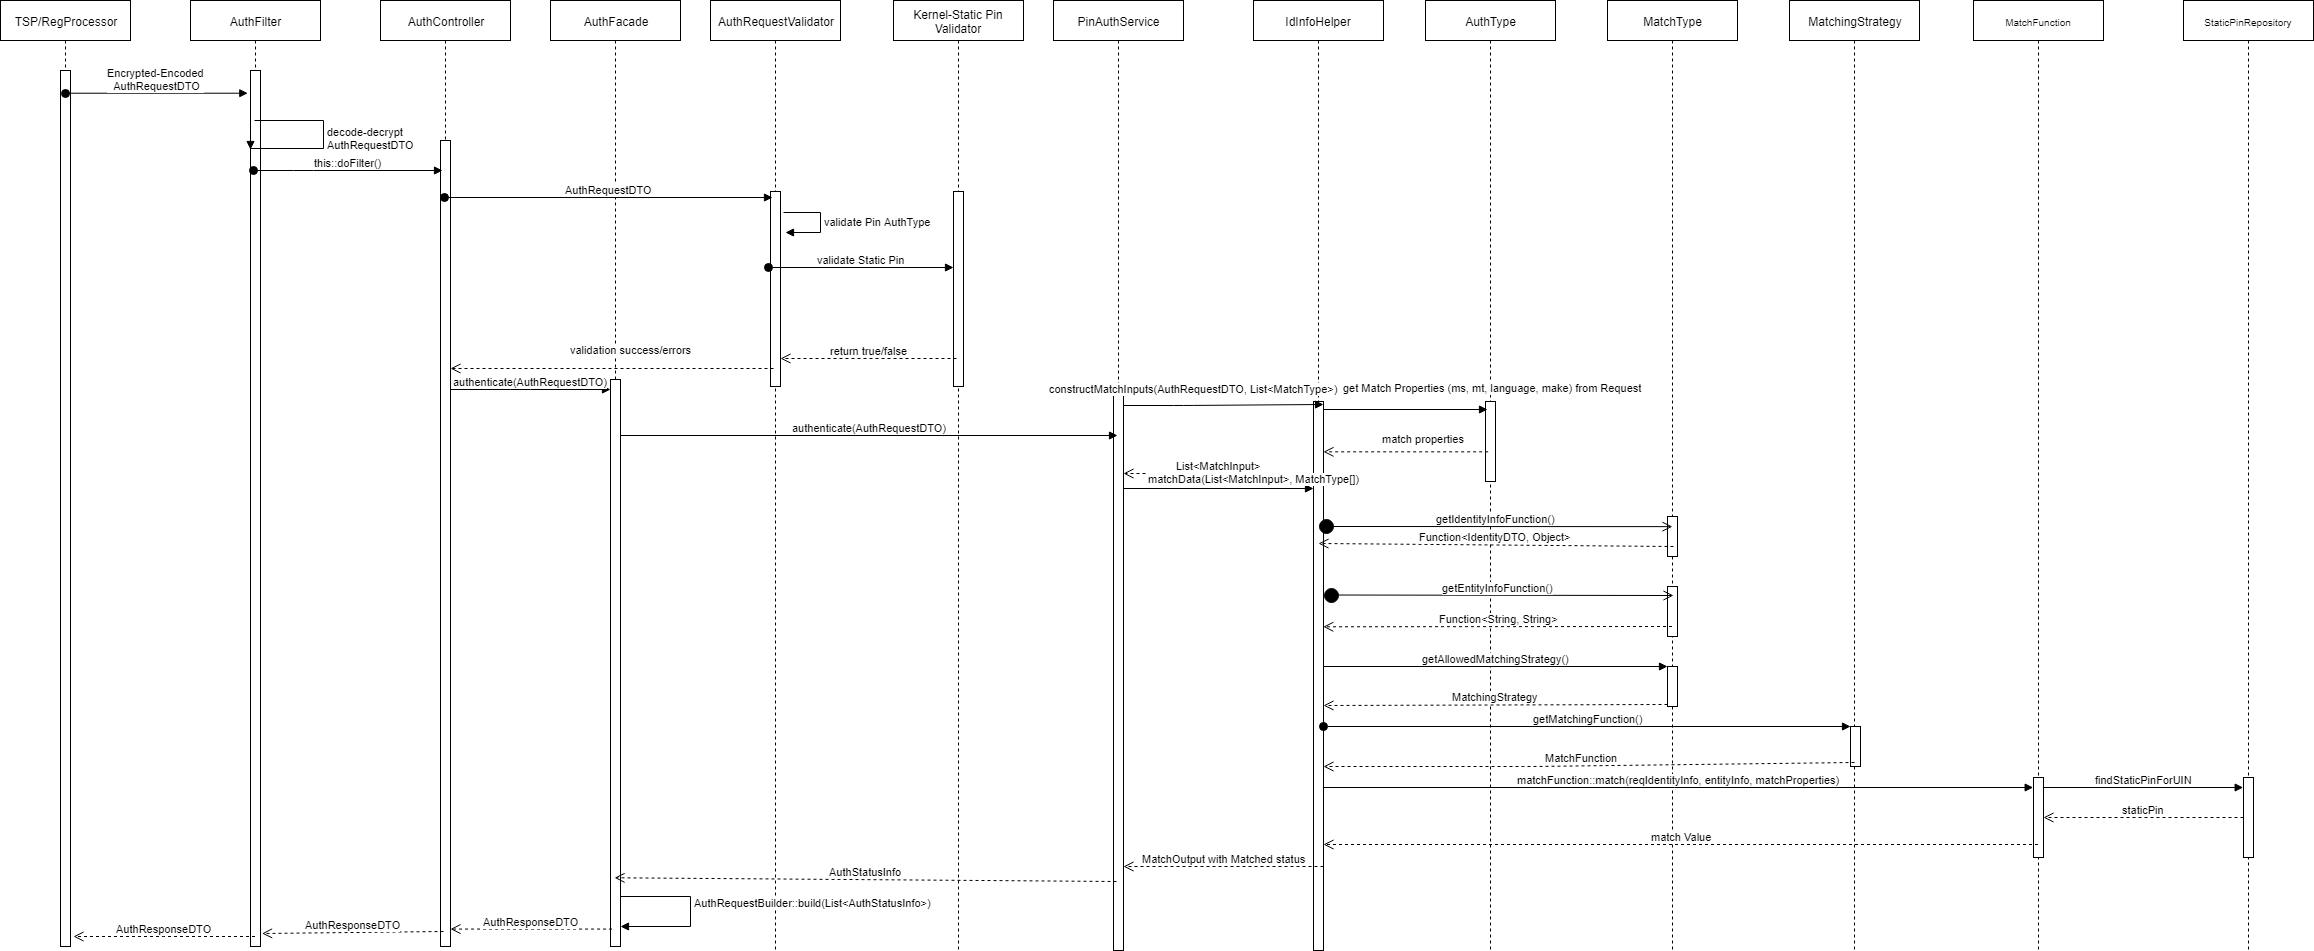 TSP/RegProcessor
AuthFilter
AuthController
AuthFacade
AuthRequestValidator
Kernel-Static Pin
Validator
PinAuthService
IdInfoHelper
AuthType
MatchType
MatchingStrategy
MatchFunction
StaticPinRepository
Encrypted-Encoded
AuthRequestDTO
decode-decrypt
AuthRequestDTO
this::doFilter()
AuthRequestDTO
validate Pin AuthType
validate Static Pin
return true/false
validation success/errors
authenticate(AuthRequestDTO)
constructMatchInputs(AuthRequestDTO, List<MatchType>)
get Match Properties (ms, mt, language, make) from Request
authenticate(AuthRequestDTO)
match properties
List<MatchInput>
matchData(List<MatchInput>, MatchType[])
getIdentityInfoFunction()
Function<IdentityDTO, Object>
getEntityInfoFunction()
Function<String, String>
getAllowedMatchingStrategy()
MatchingStrategy
getMatchingFunction()
MatchFunction
matchFunction::match(reqIdentityInfo, entityInfo, matchProperties)
findStaticPinForUIN
staticPin
match Value
MatchOutput with Matched status
AuthStatusInfo
AuthRequestBuilder::build(List<AuthStatusInfo>)
AuthResponseDTO
AuthResponseDTO
AuthResponseDTO